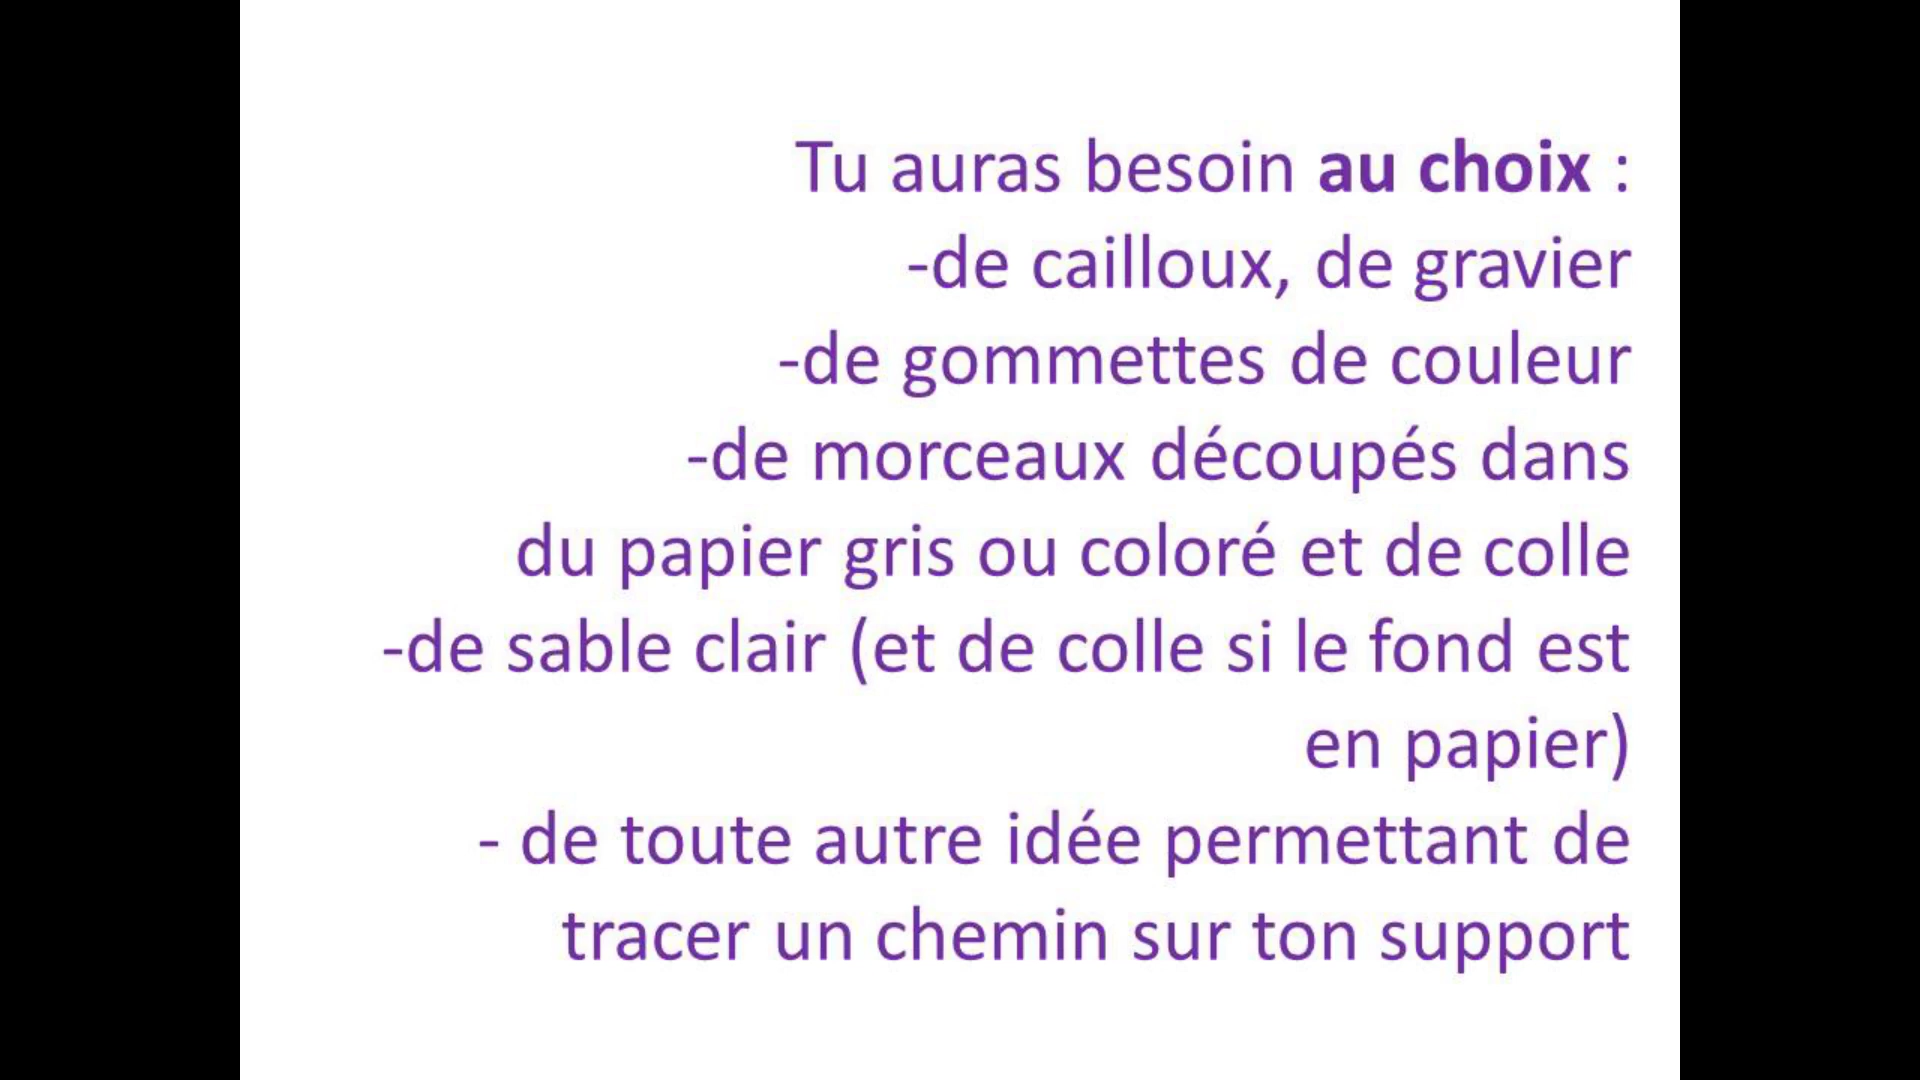 Tu auras besoin au choix :
-de cailloux, de gravier
-de gommettes de couleur
-de morceaux découpés dans
du papier gris ou coloré et de colle
-de sable clair (et de colle si le fond est
en papier)
- de toute autre idée permettant de
tracer un chemin sur ton support